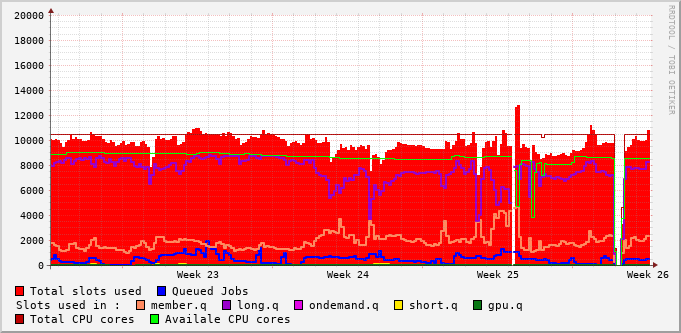 20000
18000
16000
14000
12000
10000
8000
6000
4000
2000
0
Week 23 Week 24 Week 25 Week 26
RRDTOOL / TOBI OETIKER
Total slots used Queued Jobs
Slots used in : member.q long.q ondemand.q short.q gpu.q
Total CPU cores Availale CPU cores